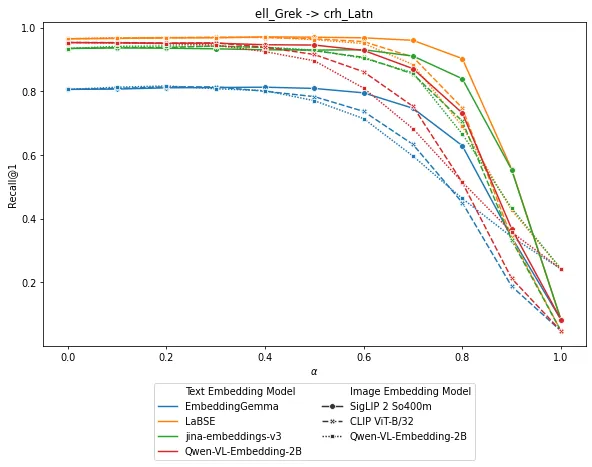 ell_Grek -> crh_Latn
Recall@1
1.0
0.8
0.6
0.4
0.2
0.0 0.2 0.4 0.6 0.8 1.0
α
Text Embedding Model
EmbeddingGemma
LaBSE
jina-embeddings-v3
Qwen-VL-Embedding-2B
Image Embedding Model
SigLIP 2 So400m
CLIP ViT-B/32
Qwen-VL-Embedding-2B